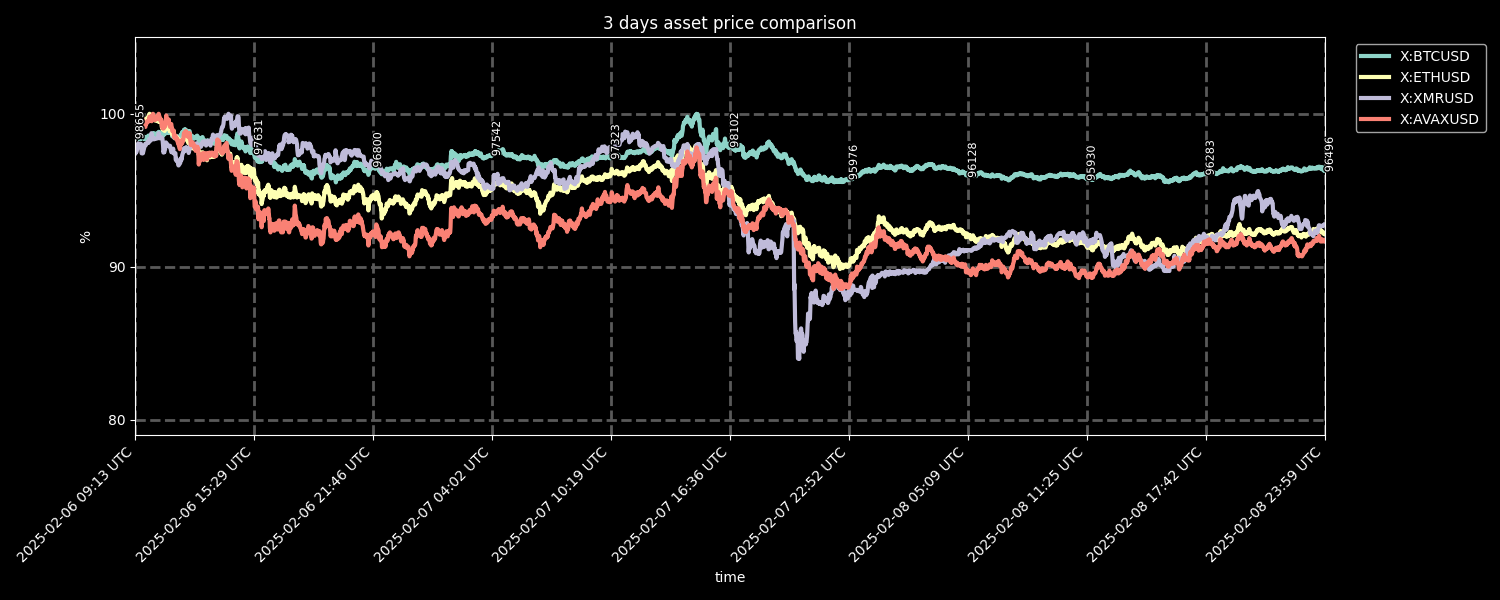 3 days asset price comparison
X:BTCUSD
X:ETHUSD
X:XMRUSD
X:AVAXUSD
100
90
80
%
98655
97631
96800
97542
97323
98102
95976
96128
95930
96283
96496
2025-02-06 09:13 UTC
2025-02-06 15:29 UTC
2025-02-06 21:46 UTC
2025-02-07 04:02 UTC
2025-02-07 10:19 UTC
2025-02-07 16:36 UTC
2025-02-07 22:52 UTC
2025-02-08 05:09 UTC
2025-02-08 11:25 UTC
2025-02-08 17:42 UTC
2025-02-08 23:59 UTC
time